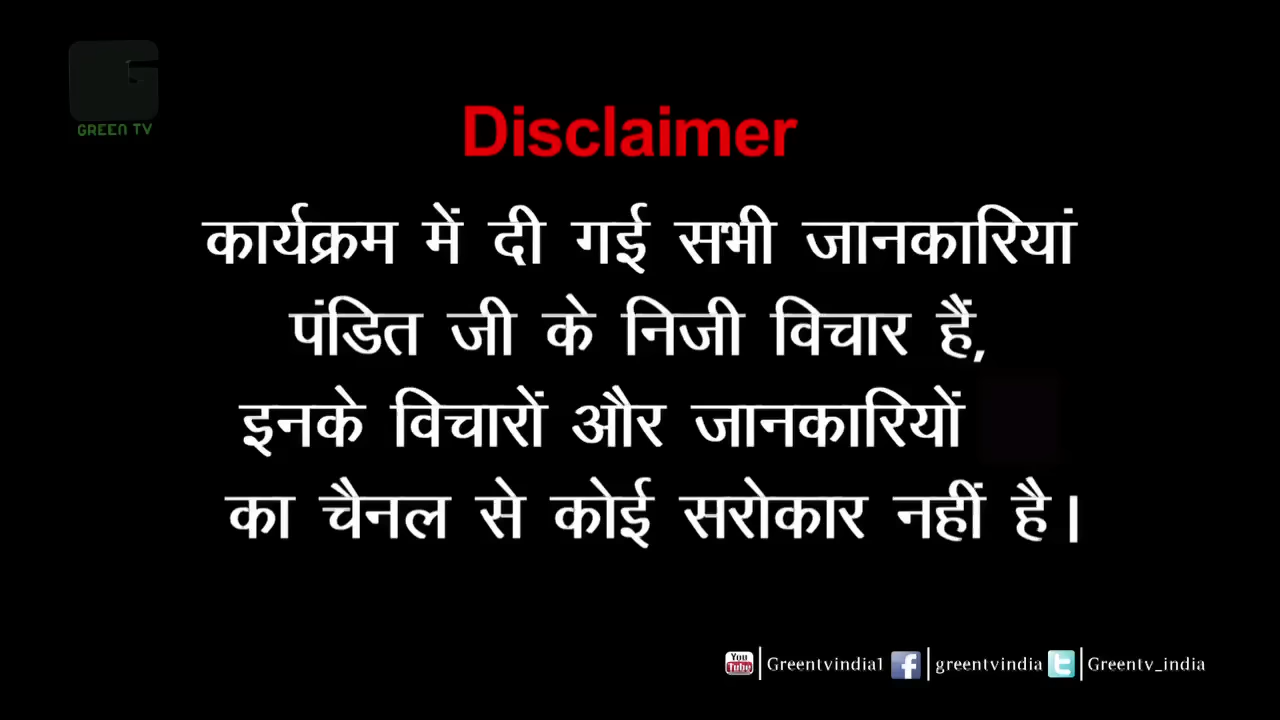 GREEN TV
Disclaimer
कार्यक्रम में दी गई सभी जानकारियां
पंडित जी के निजी विचार हैं,
इनके विचारों और जानकारियों
का चैनल से कोई सरोकार नहीं है।
You Tube Greentvindia1 f greentvindia t Greentv_india